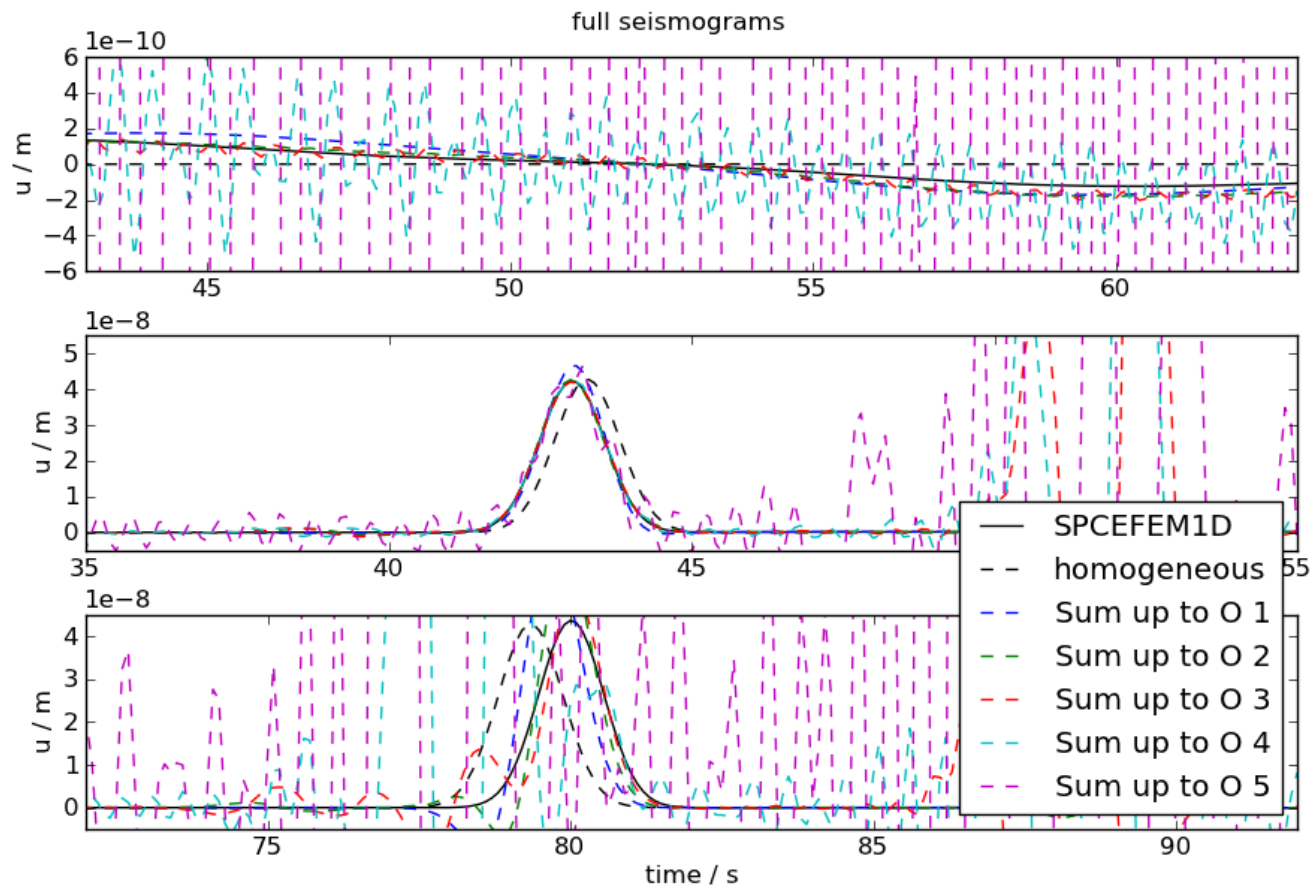 full seismograms
1e−10
6
4
2
0
−2
−4
−6
u / m
45 50 55 60
1e−8
5
4
3
2
1
0
u / m
35 40 45 55
SPCEFEM1D
homogeneous
Sum up to O 1
Sum up to O 2
Sum up to O 3
Sum up to O 4
Sum up to O 5
1e−8
4
3
2
1
0
u / m
75 80 85 90
time / s